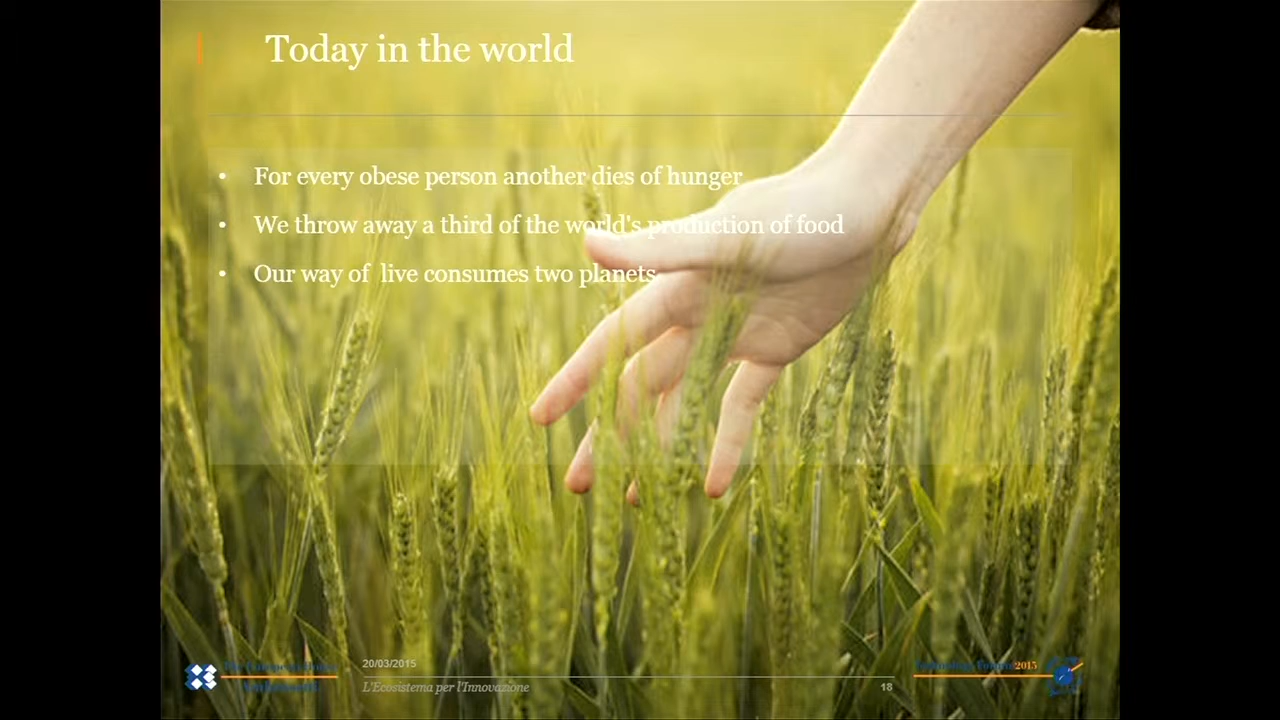 Today in the world
• For every obese person another dies of hunger
• We throw away a third of the world's production of food
• Our way of  live consumes two planets
20/03/2015
L'Ecosistema per l'Innovazione
18
2015